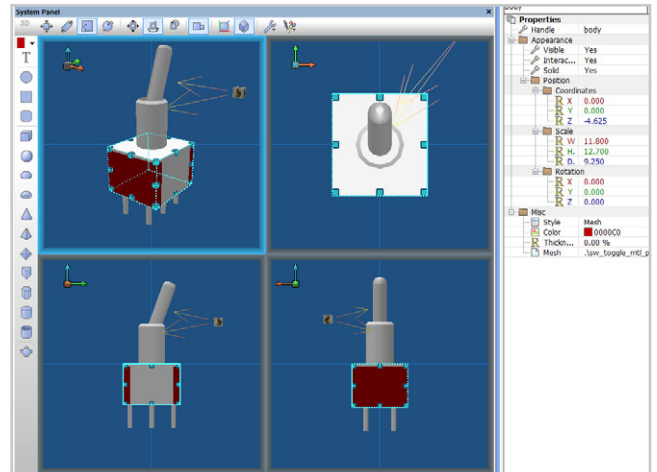 System Panel
3D
T
body
Properties
Handle body
Appearance
Visible Yes
Interac... Yes
Solid Yes
Position
Coordinates
R X 0.000
R Y 0.000
R Z -4.625
Scale
R W 11.800
R H. 12.700
R D. 9.250
Rotation
R X 0.000
R Y 0.000
R Z 0.000
Misc
Style Mesh
Color 0000C0
R Thickn... 0.00 %
Mesh .\sw_toggle_mtl_p